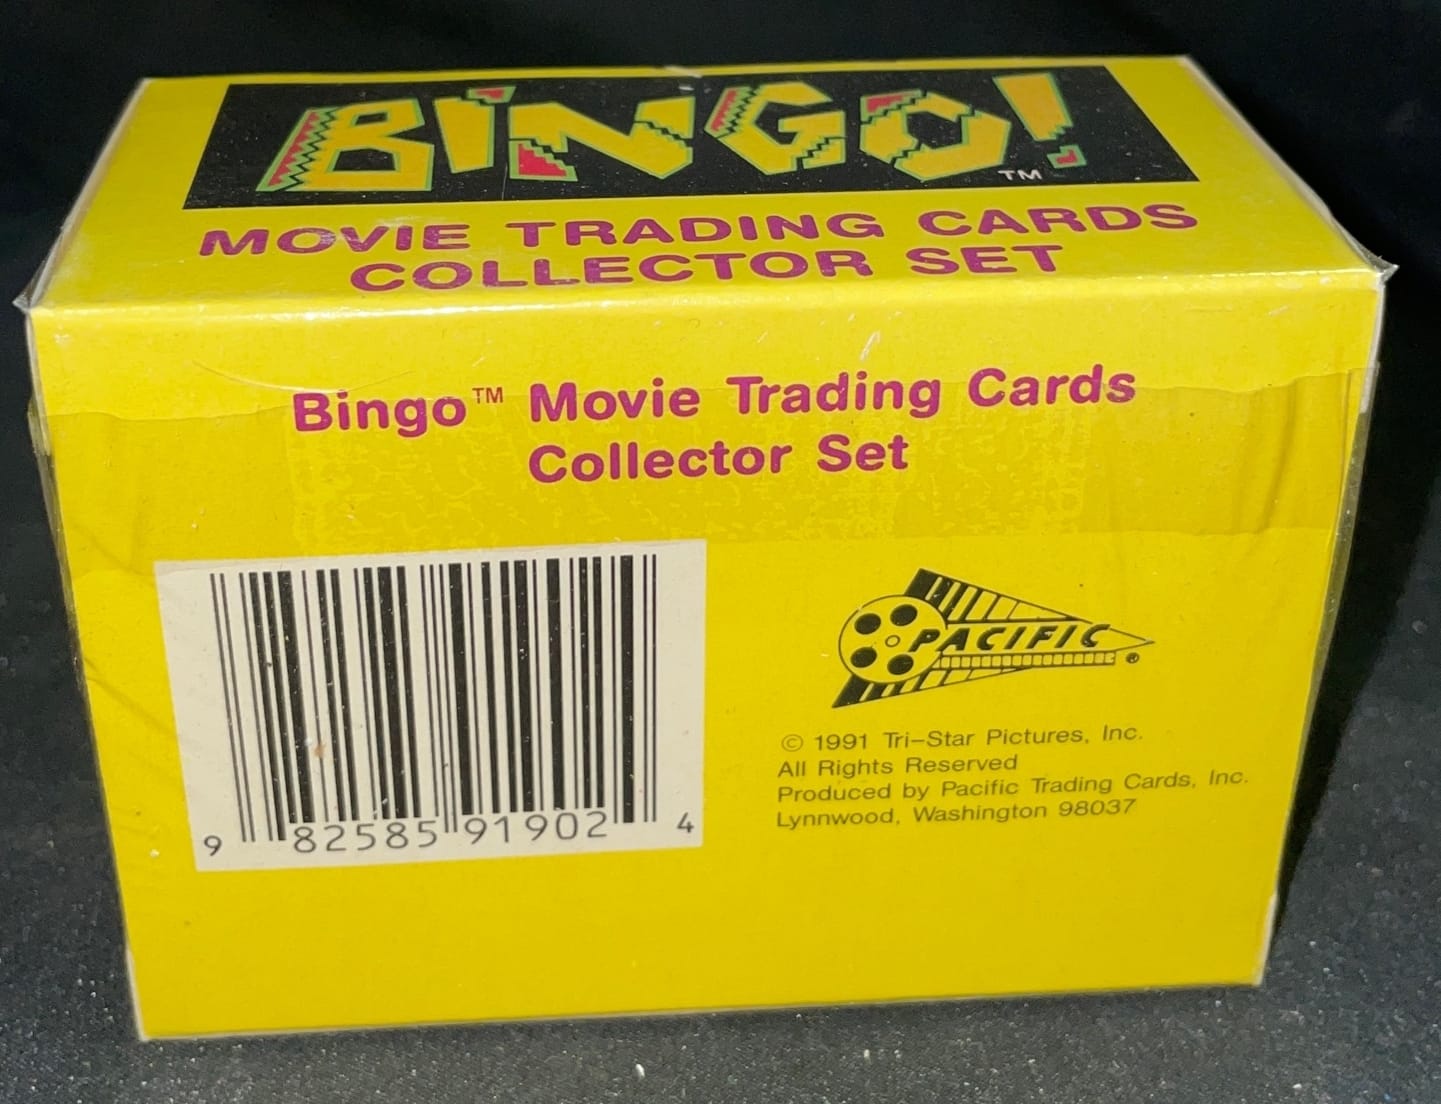 BINGO!
TM
MOVIE TRADING CARDS
COLLECTOR SET
Bingo™ Movie Trading Cards
Collector Set
9 82585 91902 4
PACIFIC®
© 1991 Tri-Star Pictures, Inc.
All Rights Reserved
Produced by Pacific Trading Cards, Inc.
Lynnwood, Washington 98037